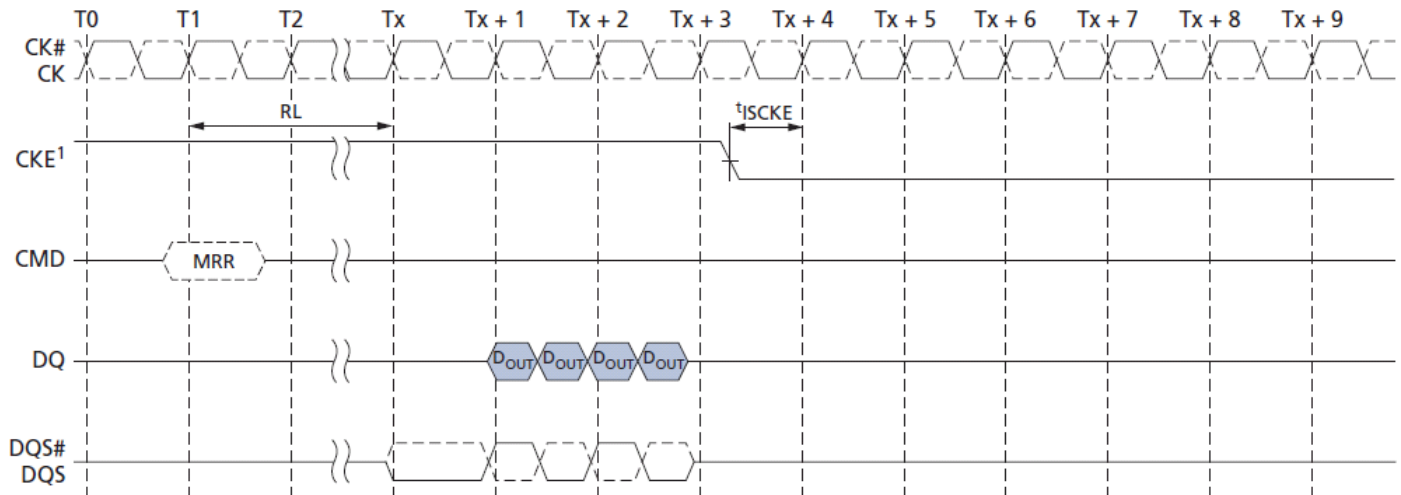 T0 T1 T2 Tx Tx + 1 Tx + 2 Tx + 3 Tx + 4 Tx + 5 Tx + 6 Tx + 7 Tx + 8 Tx + 9
CK#
CK
RL
tISCKE
CKE1
CMD MRR
DQ DOUT DOUT DOUT DOUT
DQS#
DQS